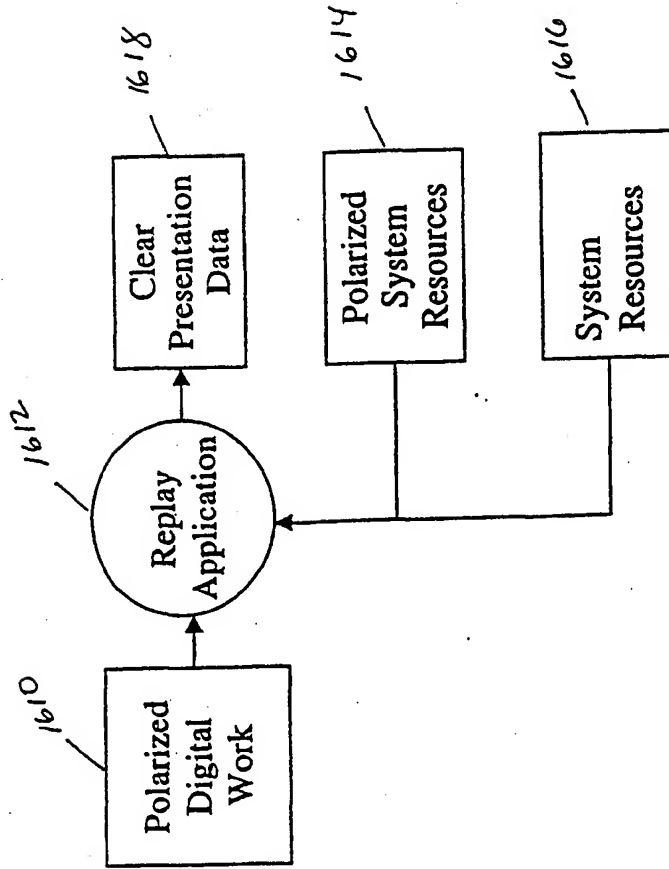 1610
Polarized
Digital
Work
1612
Replay
Application
1618
Clear
Presentation
Data
1614
Polarized
System
Resources
1616
System
Resources